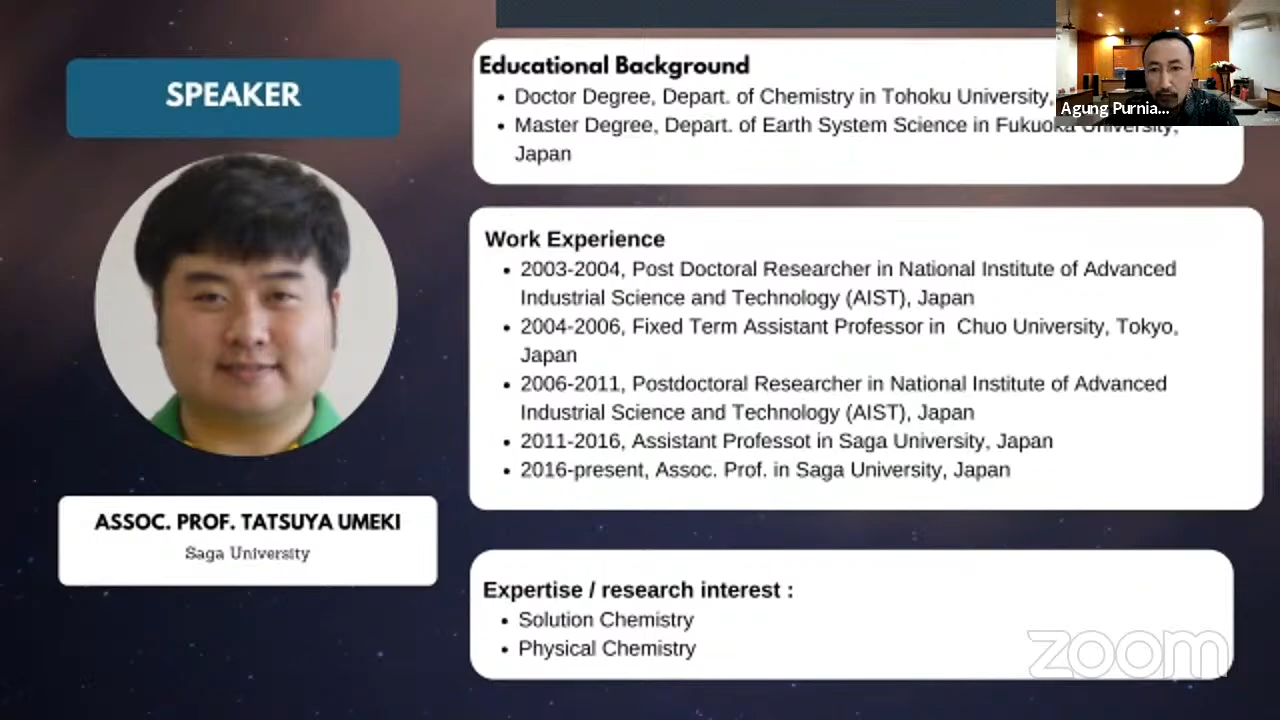 SPEAKER
ASSOC. PROF. TATSUYA UMEKI
Saga University
Educational Background
• Doctor Degree, Depart. of Chemistry in Tohoku University,
• Master Degree, Depart. of Earth System Science in Fukuoka University,
Japan
Agung Purnia...
Work Experience
• 2003-2004, Post Doctoral Researcher in National Institute of Advanced
Industrial Science and Technology (AIST), Japan
• 2004-2006, Fixed Term Assistant Professor in Chuo University, Tokyo,
Japan
• 2006-2011, Postdoctoral Researcher in National Institute of Advanced
Industrial Science and Technology (AIST), Japan
• 2011-2016, Assistant Professot in Saga University, Japan
• 2016-present, Assoc. Prof. in Saga University, Japan
Expertise / research interest :
• Solution Chemistry
• Physical Chemistry
zoom